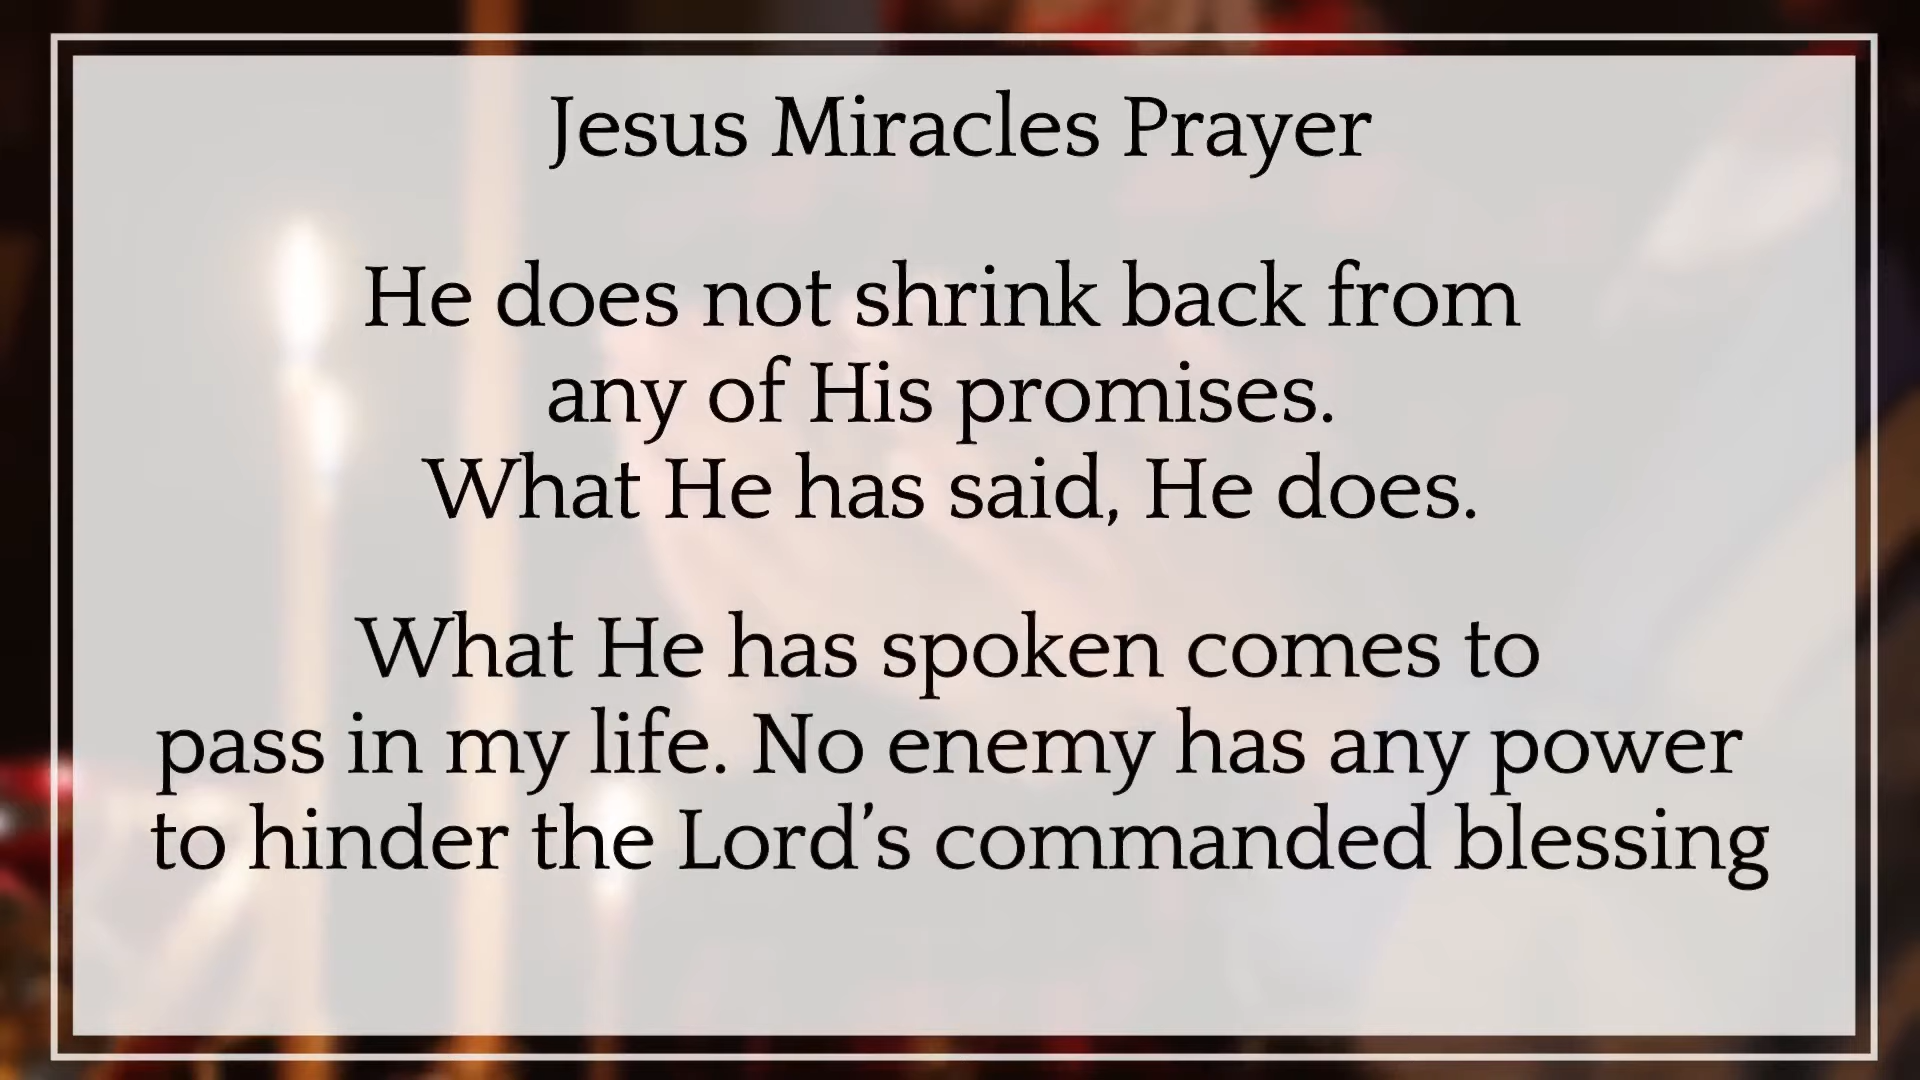 Jesus Miracles Prayer
He does not shrink back from
any of His promises.
What He has said, He does.
What He has spoken comes to
pass in my life. No enemy has any power
to hinder the Lord’s commanded blessing